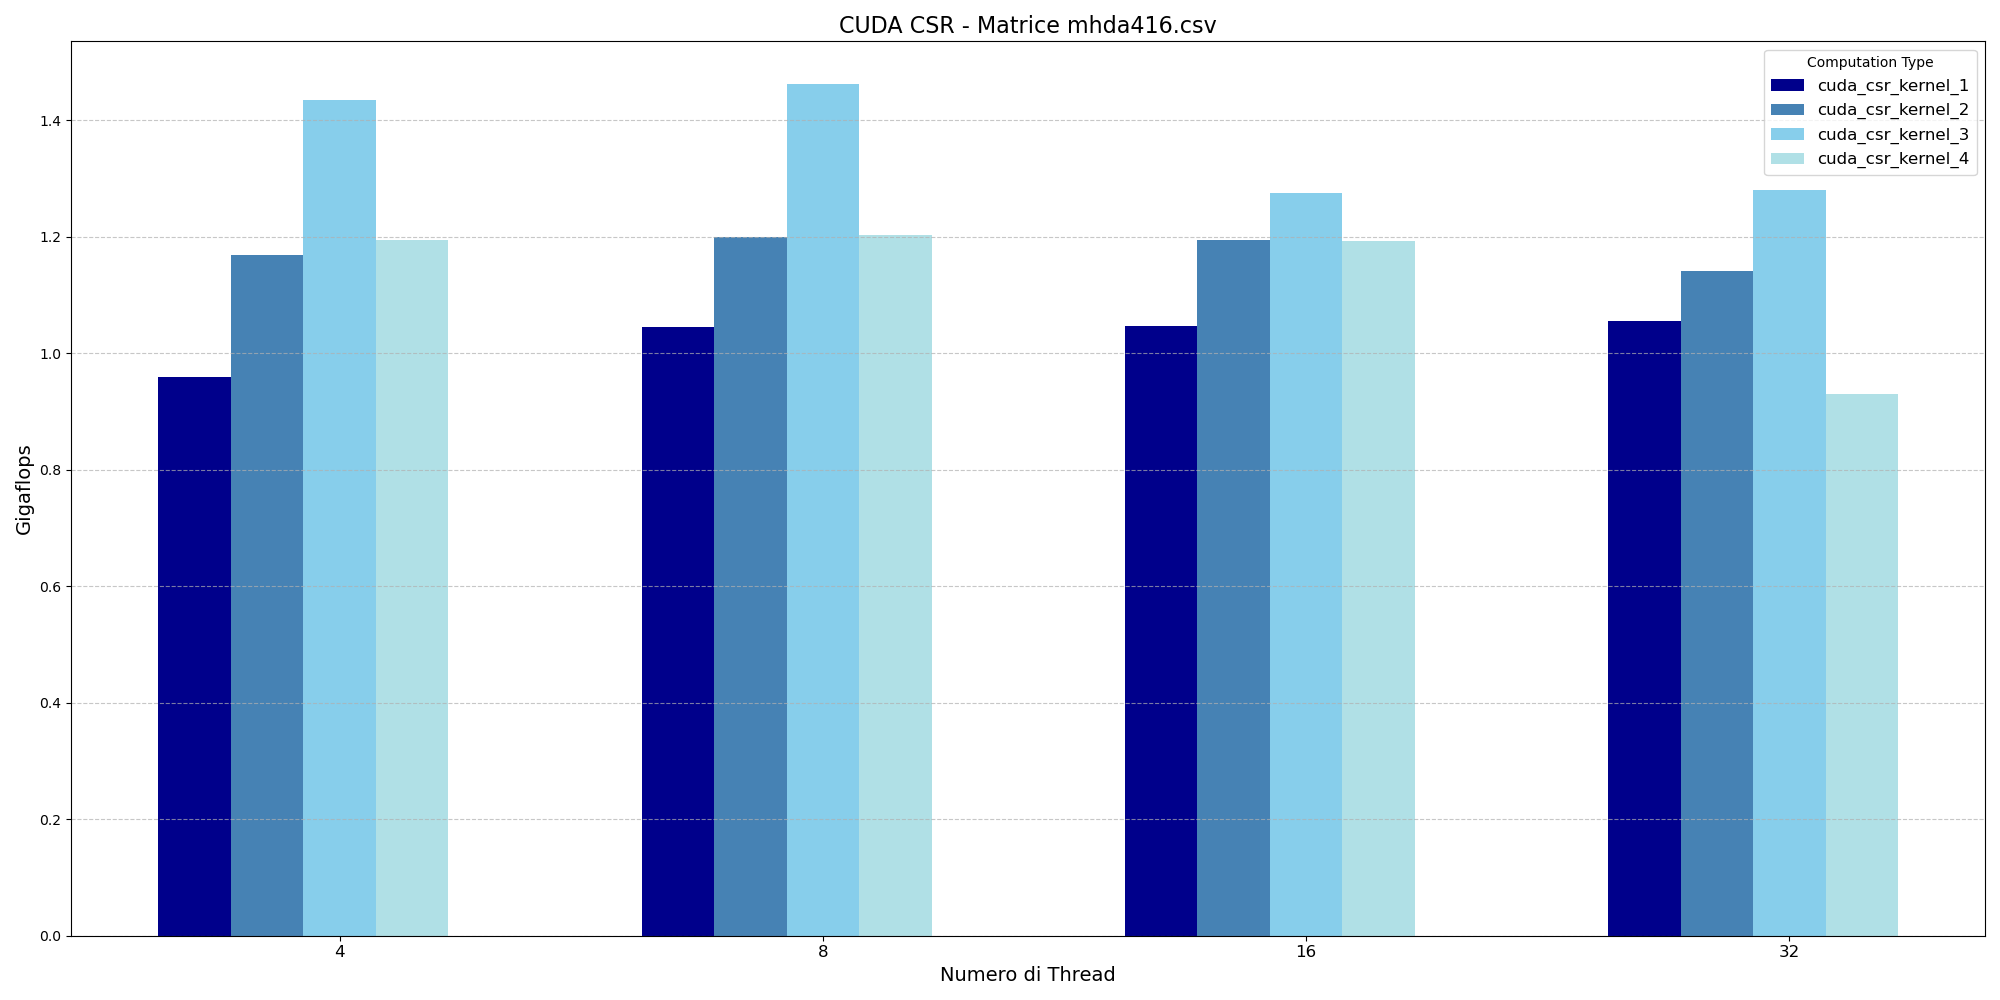 CUDA CSR - Matrice mhda416.csv
Computation Type
cuda_csr_kernel_1
cuda_csr_kernel_2
cuda_csr_kernel_3
cuda_csr_kernel_4
Gigaflops
1.4
1.2
1.0
0.8
0.6
0.4
0.2
0.0
4 8 16 32
Numero di Thread